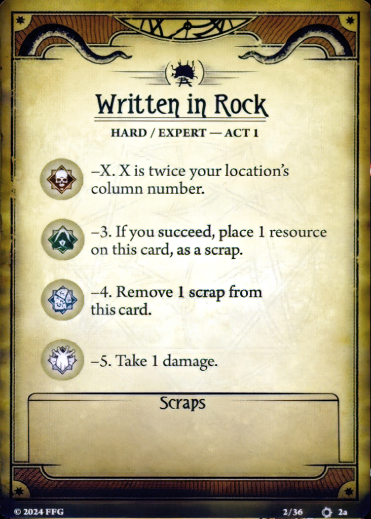 Written in Rock
HARD / EXPERT — ACT 1
–X. X is twice your location's
column number.
–3. If you succeed, place 1 resource
on this card, as a scrap.
–4. Remove 1 scrap from
this card.
–5. Take 1 damage.
Scraps
© 2024 FFG
2/36
2a